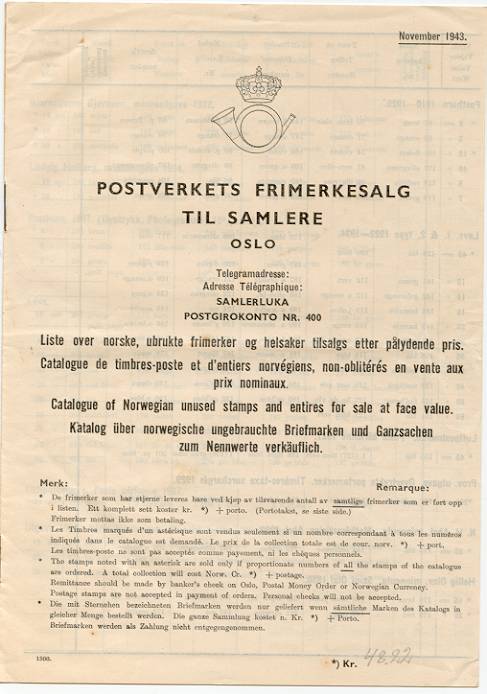 November 1943.
POSTVERKETS FRIMERKESALG
TIL SAMLERE
OSLO
Telegramadresse:
Adresse Télégraphique:
SAMLERLUKA
POSTGIROKONTO NR. 400
Liste over norske, ubrukte frimerker og helsaker tilsalgs etter pålydende pris.
Catalogue de timbres-poste et d'entiers norvégiens, non-oblitérés en vente aux
prix nominaux.
Catalogue of Norwegian unused stamps and entires for sale at face value.
Katalog über norwegische ungebrauchte Briefmarken und Ganzsachen
zum Nennwerte verkäuflich.
Merk: Remarque:
* De frimerker som har stjerne leveres bare ved kjøp av tilsvarende antall av samtlige frimerker som er ført opp
i listen. Ett komplett sett koster kr. *) + porto. (Portotakst, se siste side.)
Frimerker mottas ikke som betaling.
* Les Timbres marqués d'un astérisque sont vendus seulement si un nombre correspondant à tous les numéros
indiqués dans le catalogue est demandé. Le prix de la collection totale est de cour. norv. *) + port.
Les timbres-poste ne sont pas acceptés comme payement, ni les chèques personnels.
* The stamps noted with an asterisk are sold only if proportionate numbers of all the stamps of the catalogue
are ordered. A total collection will cost Norw. Cr. *) + postage.
Remittance should be made by banker's cheek on Oslo, Postal Money Order or Norwegian Currency.
Postage stamps are not accepted in payment of orders. Personal checks will not be accepted.
* Die mit Sternchen bezeichneten Briefmarken werden nur geliefert wenn sämtliche Marken des Katalogs in
gleicher Menge bestellt werden. Die ganze Sammlung kostet n. Kr. *) + Porto.
Briefmarken werden als Zahlung nicht entgegengenommen.
1500.
*) Kr. 48.92